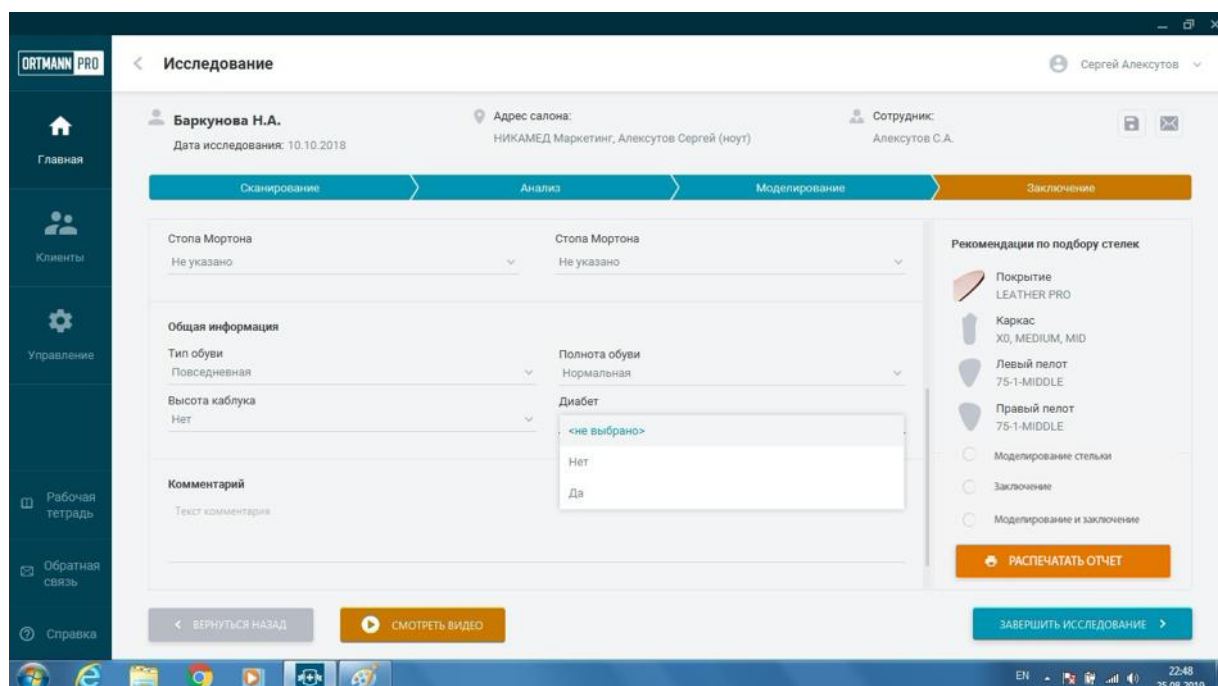 ORTMANN PRO
Исследование
Сергей Алексутов
Главная
Клиенты
Управление
Рабочая тетрадь
Обратная связь
Справка
Баркунова Н.А.
Дата исследования: 10.10.2018
Адрес салона:
НИКАМЕД Маркетинг, Алексутов Сергей (ноут)
Сотрудник:
Алексутов С.А.
Сканирование
Анализ
Моделирование
Заключение
Стопа Мортона
Не указано
Стопа Мортона
Не указано
Общая информация
Тип обуви
Повседневная
Полнота обуви
Нормальная
Высота каблука
Нет
Диабет
<не выбрано>
Нет
Да
Комментарий
Текст комментария
Рекомендации по подбору стелек
Покрытие
LEATHER PRO
Каркас
X0, MEDIUM, MID
Левый пелот
75-1-MIDDLE
Правый пелот
75-1-MIDDLE
Моделирование стельки
Заключение
Моделирование и заключение
РАСПЕЧАТАТЬ ОТЧЕТ
ВЕРНУТЬСЯ НАЗАД
СМОТРЕТЬ ВИДЕО
ЗАВЕРШИТЬ ИССЛЕДОВАНИЕ
EN
22:48
25.09.2019